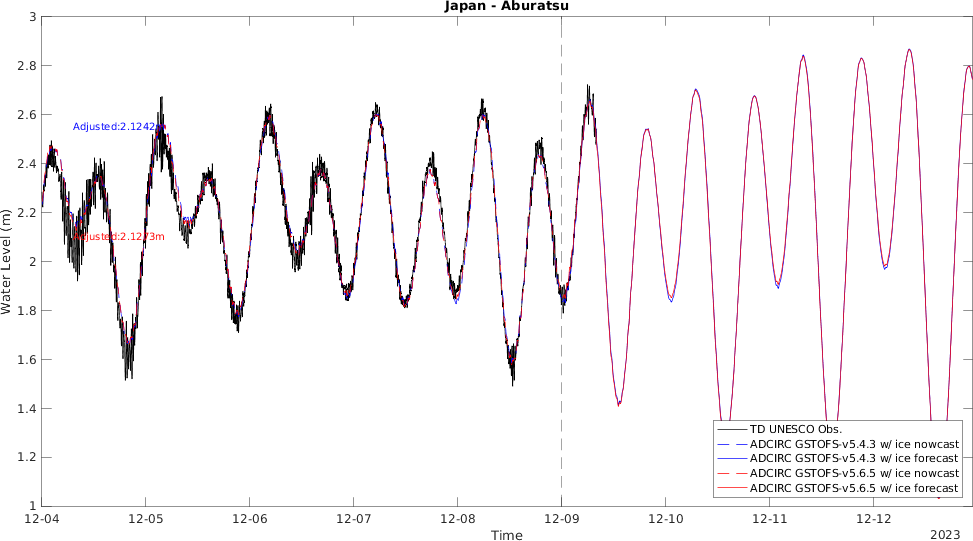 Japan - Aburatsu
3
2.8
2.6
2.4
2.2
2
1.8
1.6
1.4
1.2
1
Water Level (m)
Adjusted:2.1242m
Adjusted:2.1273m
TD UNESCO Obs.
ADCIRC GSTOFS-v5.4.3 w/ ice nowcast
ADCIRC GSTOFS-v5.4.3 w/ ice forecast
ADCIRC GSTOFS-v5.6.5 w/ ice nowcast
ADCIRC GSTOFS-v5.6.5 w/ ice forecast
12-04 12-05 12-06 12-07 12-08 12-09 12-10 12-11 12-12
Time
2023